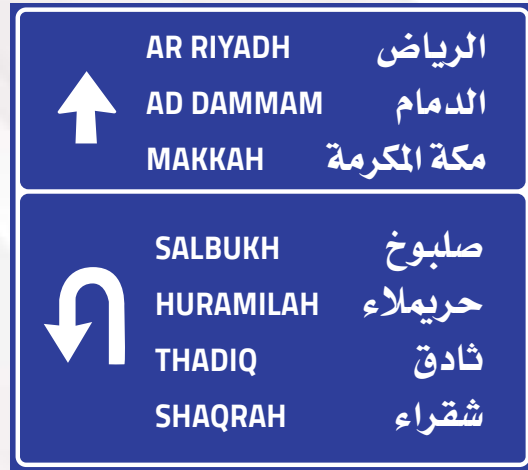 AR RIYADH الرياض
AD DAMMAM الدمام
MAKKAH مكة المكرمة
SALBUKH صلبوخ
HURAMILAH حريملاء
THADIQ ثادق
SHAQRAH شقراء